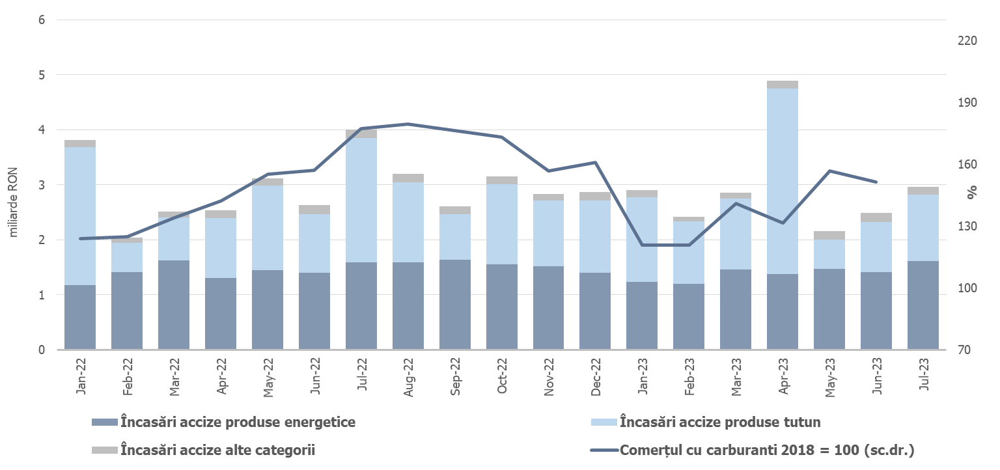 6
5
4
3
2
1
0
miliarde RON
220
190
160
130
100
70
%
Jan-22
Feb-22
Mar-22
Apr-22
May-22
Jun-22
Jul-22
Aug-22
Sep-22
Oct-22
Nov-22
Dec-22
Jan-23
Feb-23
Mar-23
Apr-23
May-23
Jun-23
Jul-23
Încasări accize produse energetice
Încasări accize produse tutun
Încasări accize alte categorii
Comerțul cu carburanti 2018 = 100 (sc.dr.)